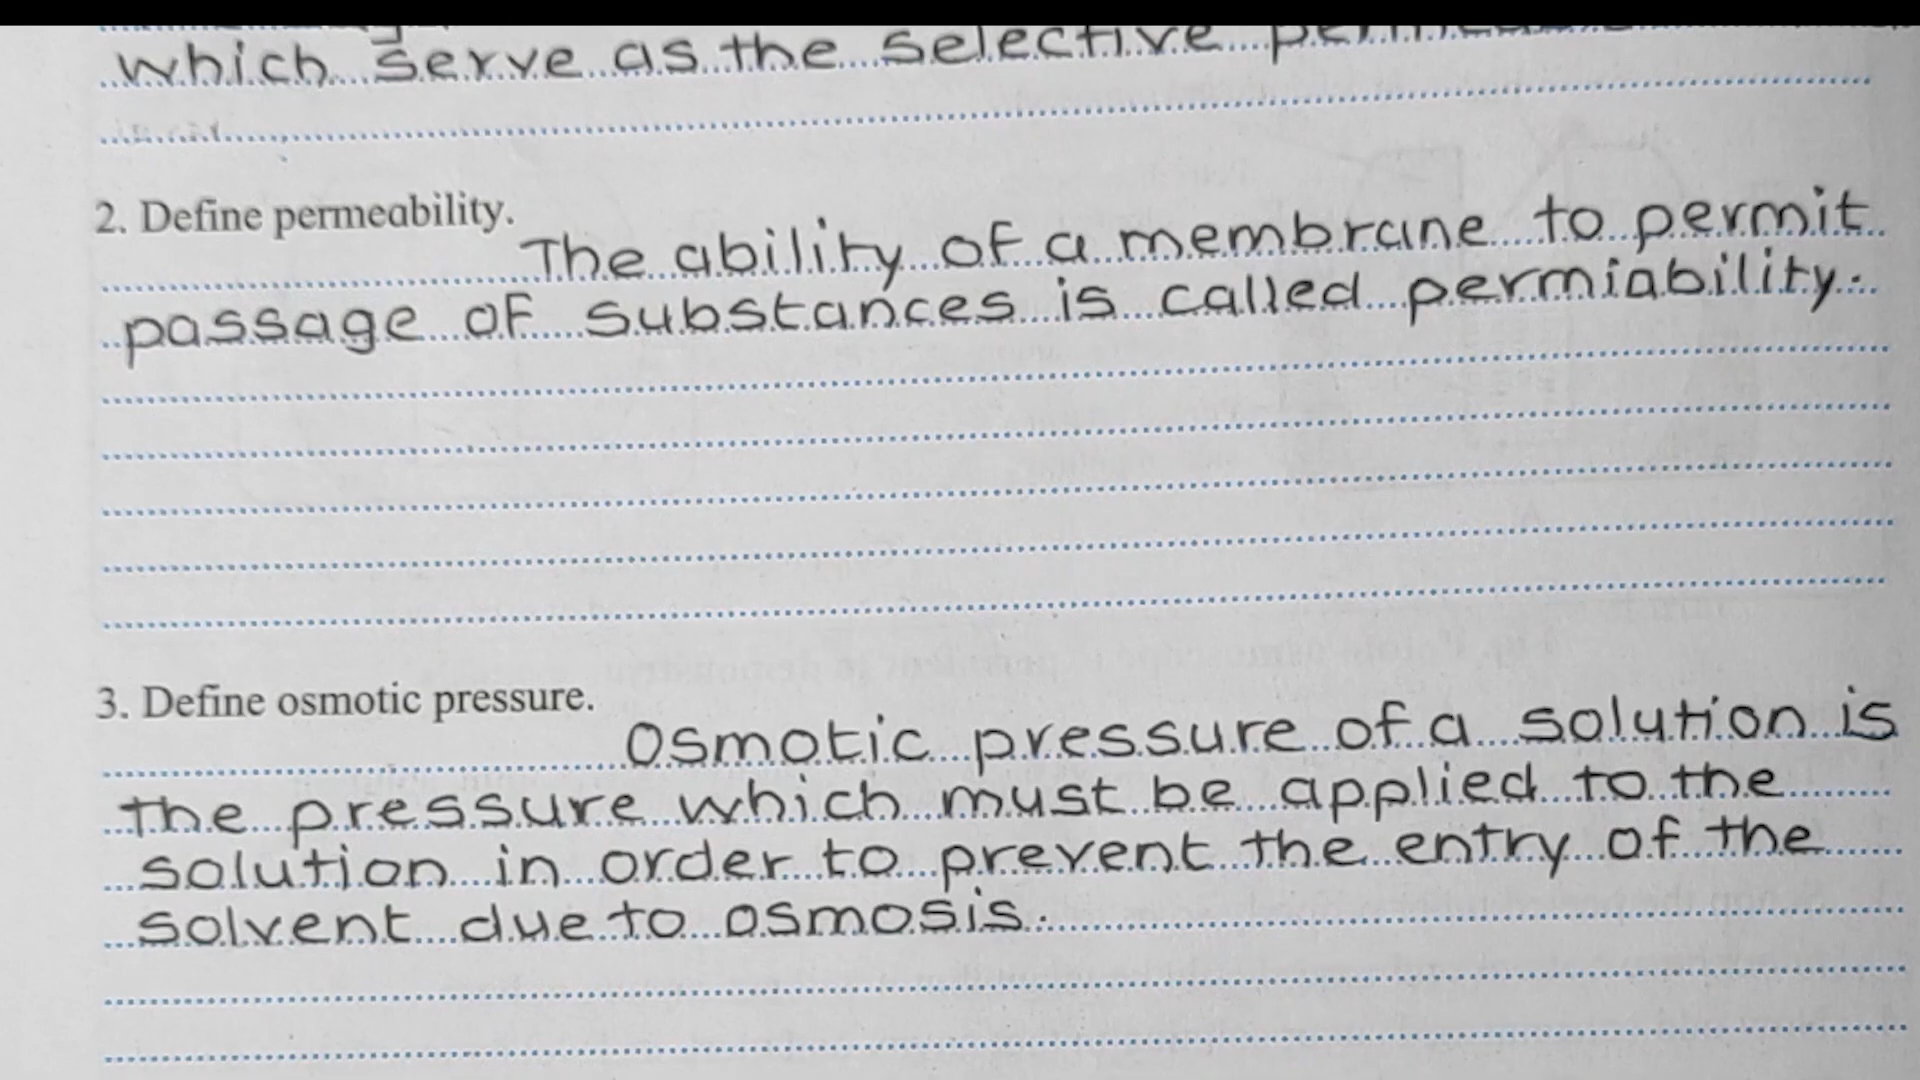 which serve as the selective
2. Define permeability.
The ability of a membrane to permit
passage of substances is called permiability.
3. Define osmotic pressure.
Osmotic pressure of a solution is
the pressure which must be applied to the
solution in order to prevent the entry of the
solvent due to osmosis.